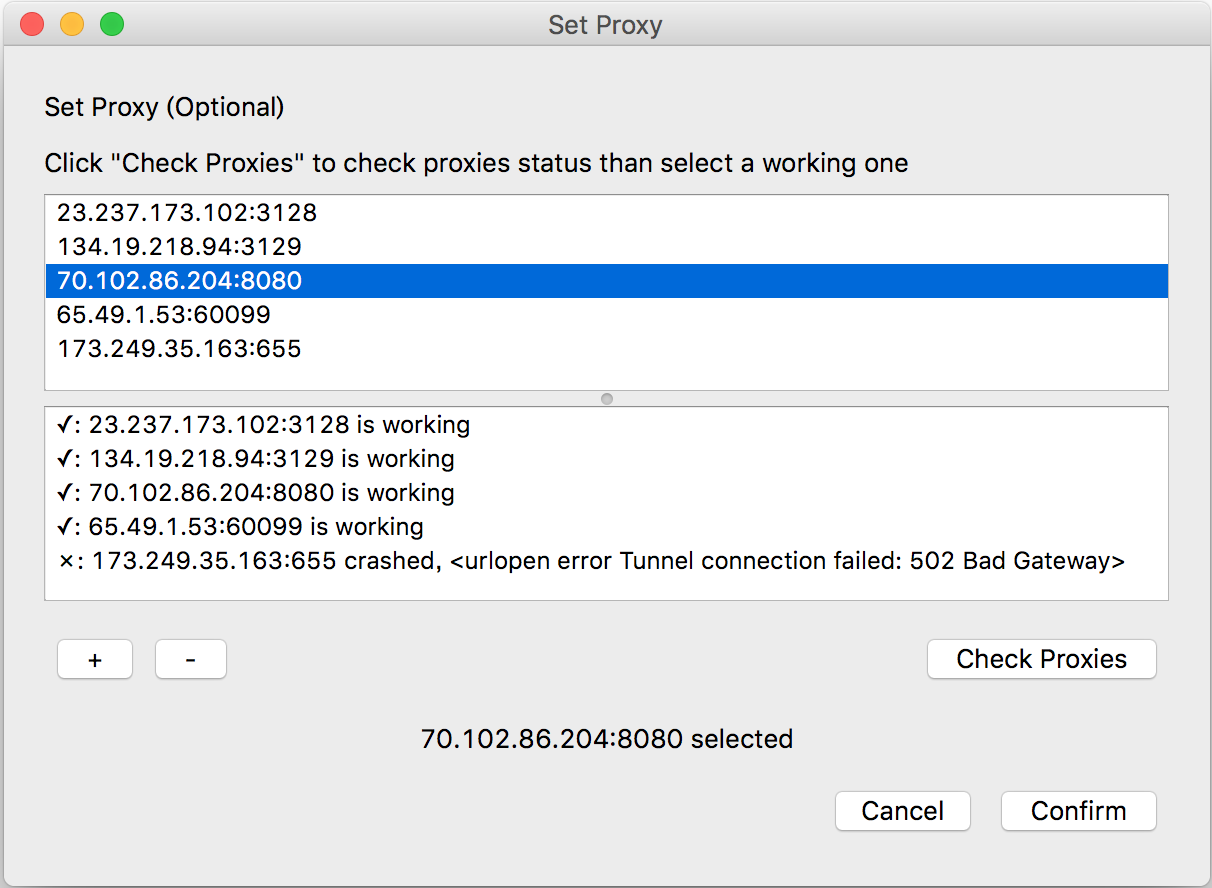 Set Proxy
Set Proxy (Optional)
Click "Check Proxies" to check proxies status than select a working one
23.237.173.102:3128
134.19.218.94:3129
70.102.86.204:8080
65.49.1.53:60099
173.249.35.163:655
✓: 23.237.173.102:3128 is working
✓: 134.19.218.94:3129 is working
✓: 70.102.86.204:8080 is working
✓: 65.49.1.53:60099 is working
×: 173.249.35.163:655 crashed, <urlopen error Tunnel connection failed: 502 Bad Gateway>
+ - Check Proxies
70.102.86.204:8080 selected
Cancel Confirm